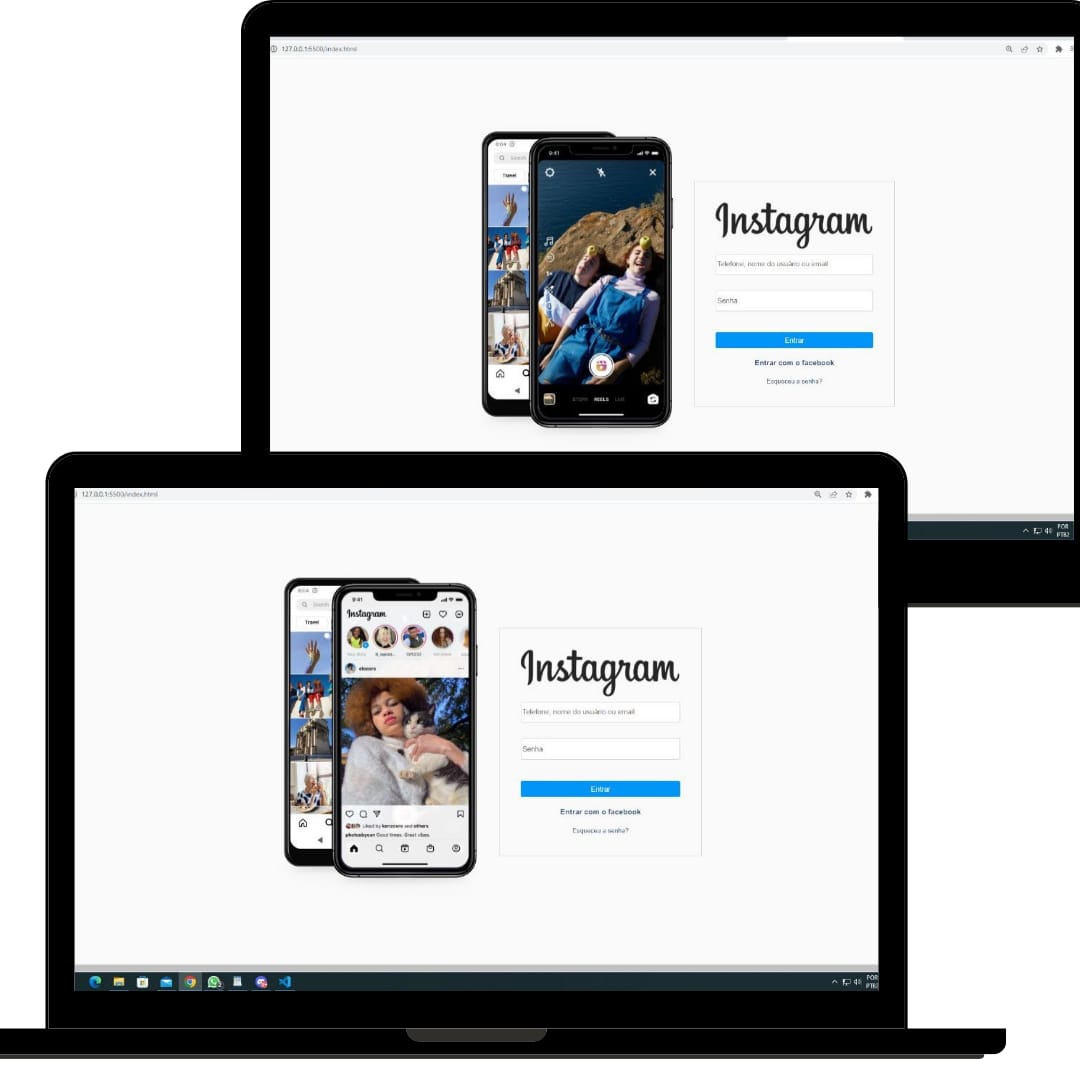 127.0.0.1:5500/index.html
9:41
Travel
STORY REELS LIVE
Instagram
Telefone, nome do usuário ou email
Senha
Entrar
Entrar com o facebook
Esqueceu a senha?
POR
PTB2
127.0.0.1:5500/index.html
9:41
Instagram
Travel
Liked by kenzoere and others
photosbyean Good times. Great vibes.
Instagram
Telefone, nome do usuário ou email
Senha
Entrar
Entrar com o facebook
Esqueceu a senha?
POR
PTB2